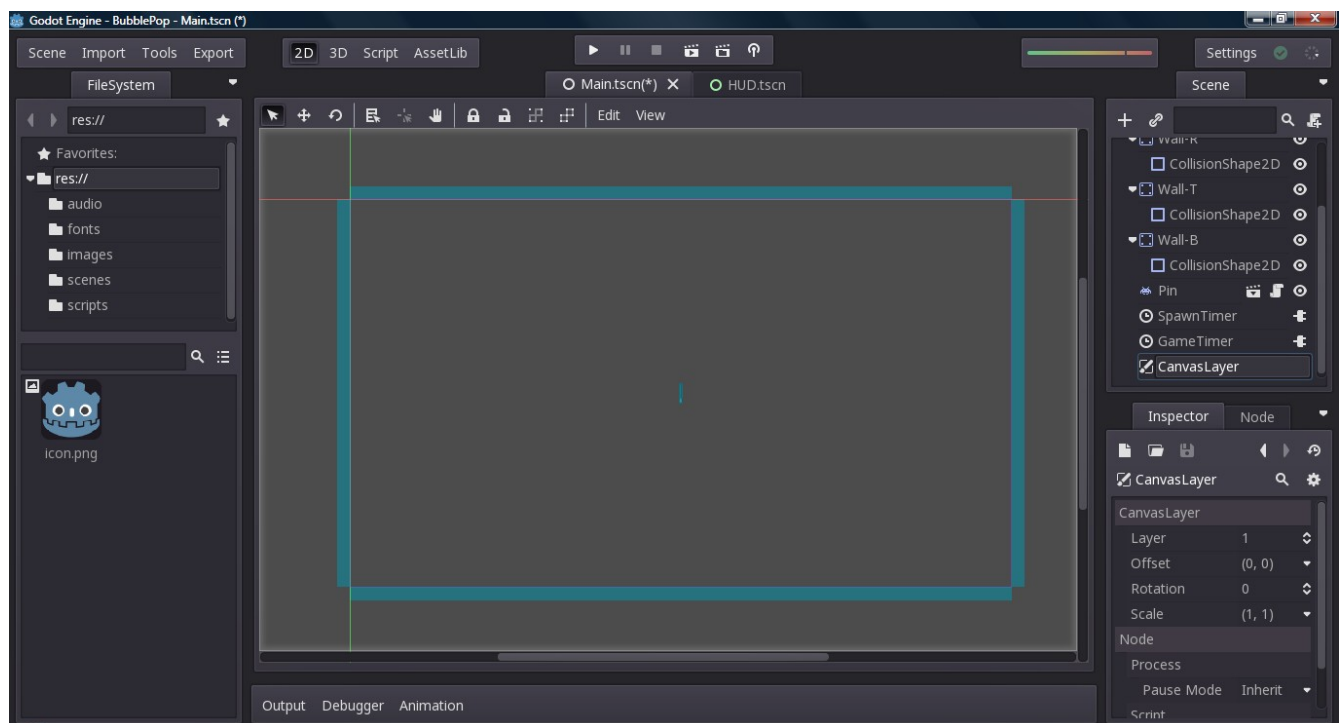 Godot Engine - BubblePop - Main.tscn (*)
Scene Import Tools Export 2D 3D Script AssetLib Settings
FileSystem Main.tscn(*) X HUD.tscn Scene
res:// Edit View
Favorites:
res://
audio
fonts
images
scenes
scripts
icon.png
Wall-R
CollisionShape2D
Wall-T
CollisionShape2D
Wall-B
CollisionShape2D
Pin
SpawnTimer
GameTimer
CanvasLayer
Inspector Node
CanvasLayer
CanvasLayer
Layer 1
Offset (0, 0)
Rotation 0
Scale (1, 1)
Node
Process
Pause Mode Inherit
Script
Output Debugger Animation